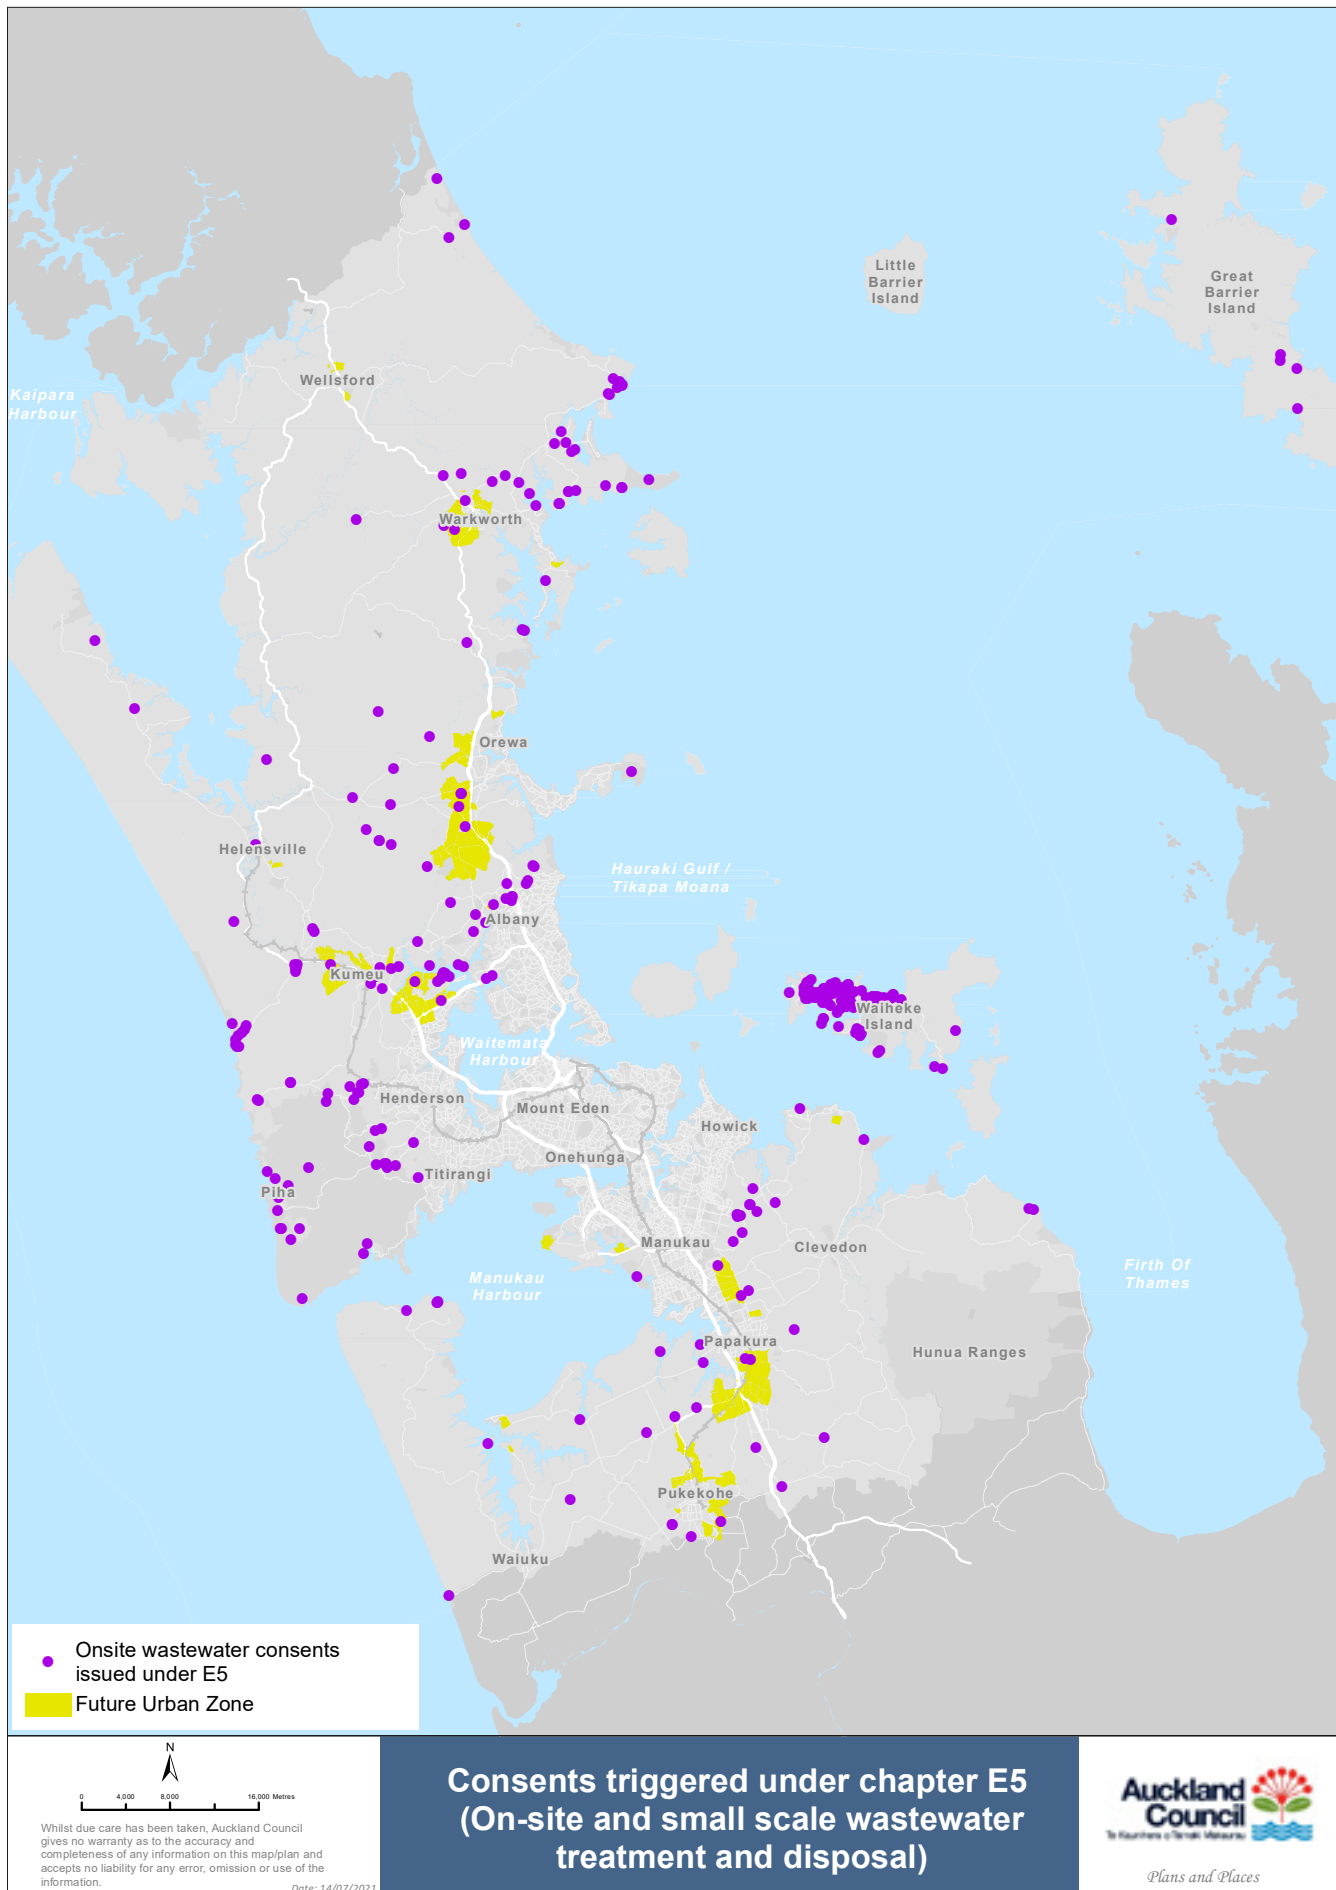 Little
Barrier
Island
Great
Barrier
Island
Wellsford
Kaipara
Harbour
Warkworth
Orewa
Helensville
Hauraki Gulf /
Tikapa Moana
Albany
Kumeu
Waiheke
Island
Waitemata
Harbour
Henderson
Mount Eden
Howick
Onehunga
Titirangi
Piha
Manukau
Clevedon
Manukau
Harbour
Firth Of
Thames
Papakura
Hunua Ranges
Pukekohe
Waiuku
Onsite wastewater consents
issued under E5
Future Urban Zone
N
0 4,000 8,000 16,000 Metres
Whilst due care has been taken, Auckland Council
gives no warranty as to the accuracy and
completeness of any information on this map/plan and
accepts no liability for any error, omission or use of the
information.
Date: 14/07/2021
Consents triggered under chapter E5
(On-site and small scale wastewater
treatment and disposal)
Auckland
Council
Te Kaunihera o Tāmaki Makaurau
Plans and Places